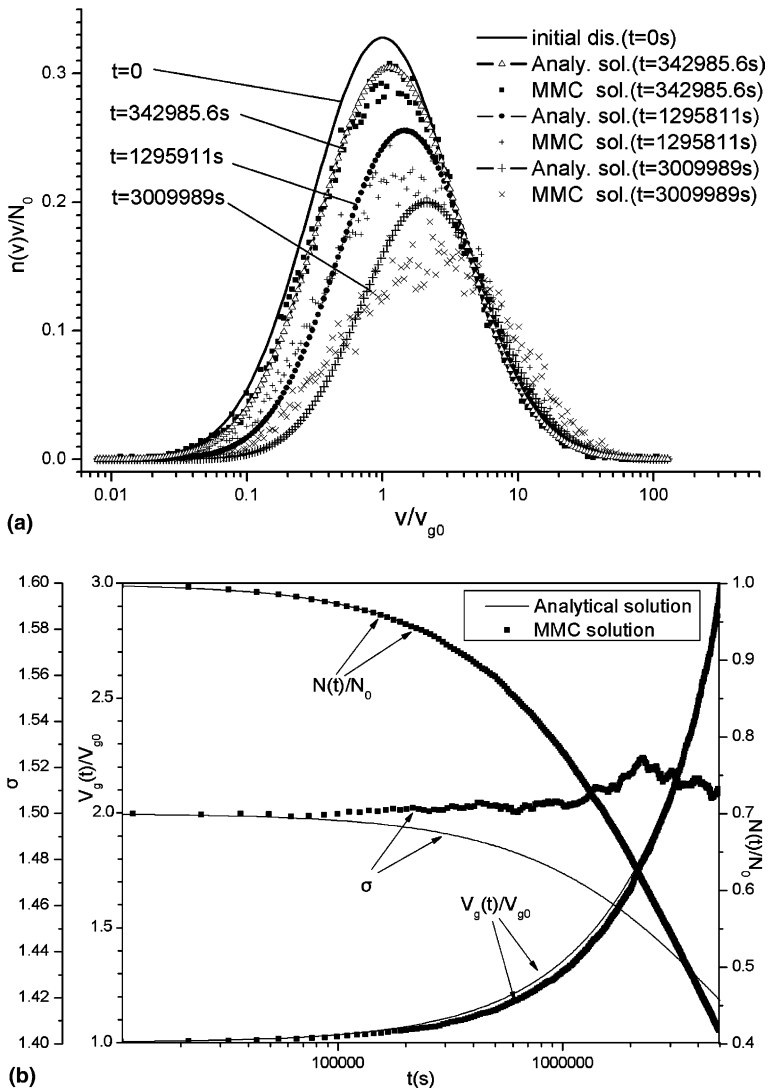 0.3
0.2
0.1
0.0
n(v)v/N₀
t=0
t=342985.6s
t=1295911s
t=3009989s
initial dis.(t=0s)
Analy. sol.(t=342985.6s)
MMC sol.(t=342985.6s)
Analy. sol.(t=1295811s)
MMC sol.(t=1295811s)
Analy. sol.(t=3009989s)
MMC sol.(t=3009989s)
0.01 0.1 1 10 100
v/vg0
(a)
1.60
1.58
1.56
1.54
1.52
1.50
1.48
1.46
1.44
1.42
1.40
σ
3.0
2.5
2.0
1.5
1.0
Vg(t)/Vg0
Analytical solution
MMC solution
N(t)/N₀
σ
Vg(t)/Vg0
1.0
0.9
0.8
0.7
0.6
0.5
0.4
N(t)/N₀
100000 1000000
t(s)
(b)